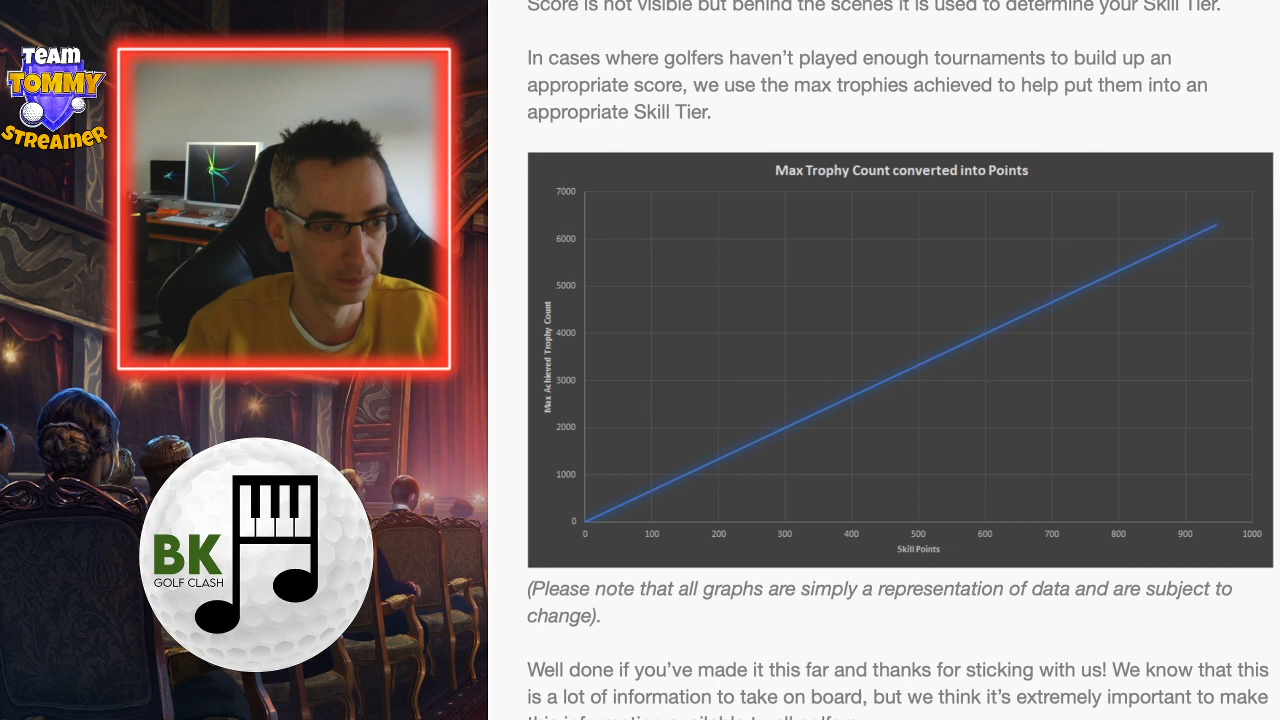 TEAM
TOMMY
STREAMER
BK
GOLF CLASH
Score is not visible but behind the scenes it is used to determine your Skill Tier.
In cases where golfers haven’t played enough tournaments to build up an
appropriate score, we use the max trophies achieved to help put them into an
appropriate Skill Tier.
Max Trophy Count converted into Points
Max Achieved Trophy Count
7000
6000
5000
4000
3000
2000
1000
0
0 100 200 300 400 500 600 700 800 900 1000
Skill Points
(Please note that all graphs are simply a representation of data and are subject to
change).
Well done if you’ve made it this far and thanks for sticking with us! We know that this
is a lot of information to take on board, but we think it’s extremely important to make
this information available to all golfers.